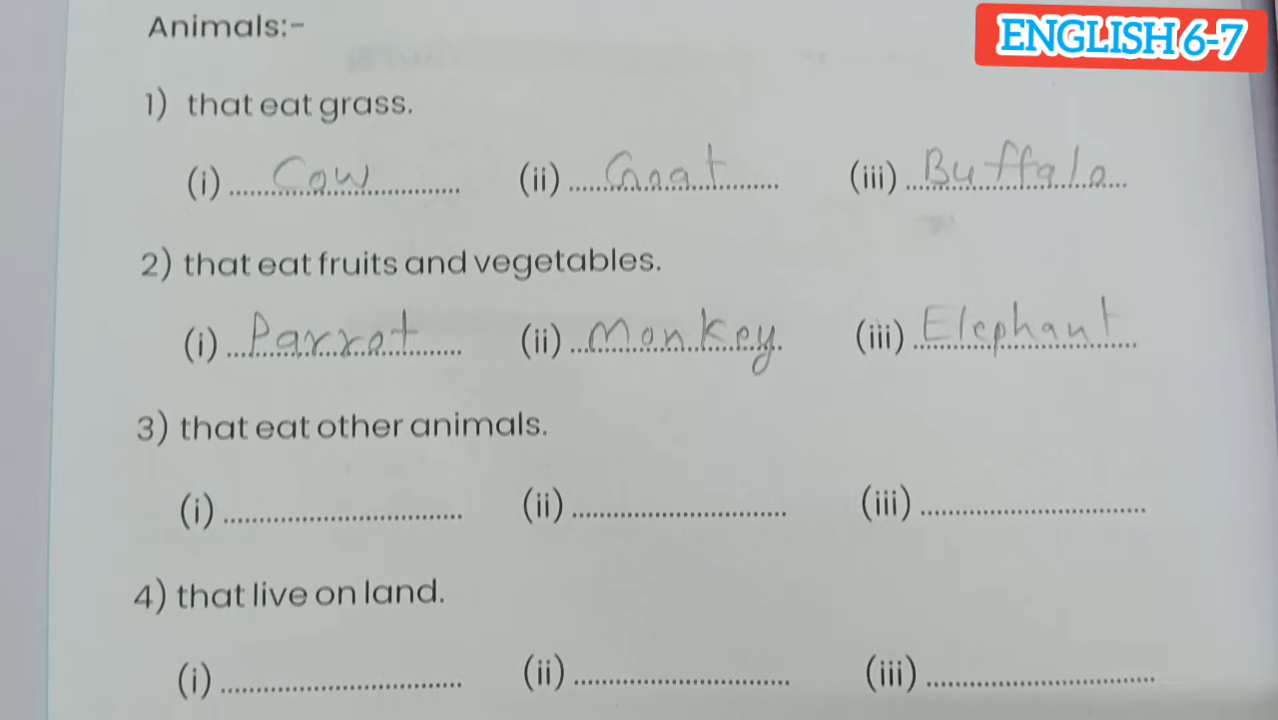 Animals:-
ENGLISH 6-7
1) that eat grass.
(i) Cow (ii) Goat (iii) Buffalo
2) that eat fruits and vegetables.
(i) Parrot (ii) Monkey (iii) Elephant
3) that eat other animals.
(i) (ii) (iii)
4) that live on land.
(i) (ii) (iii)